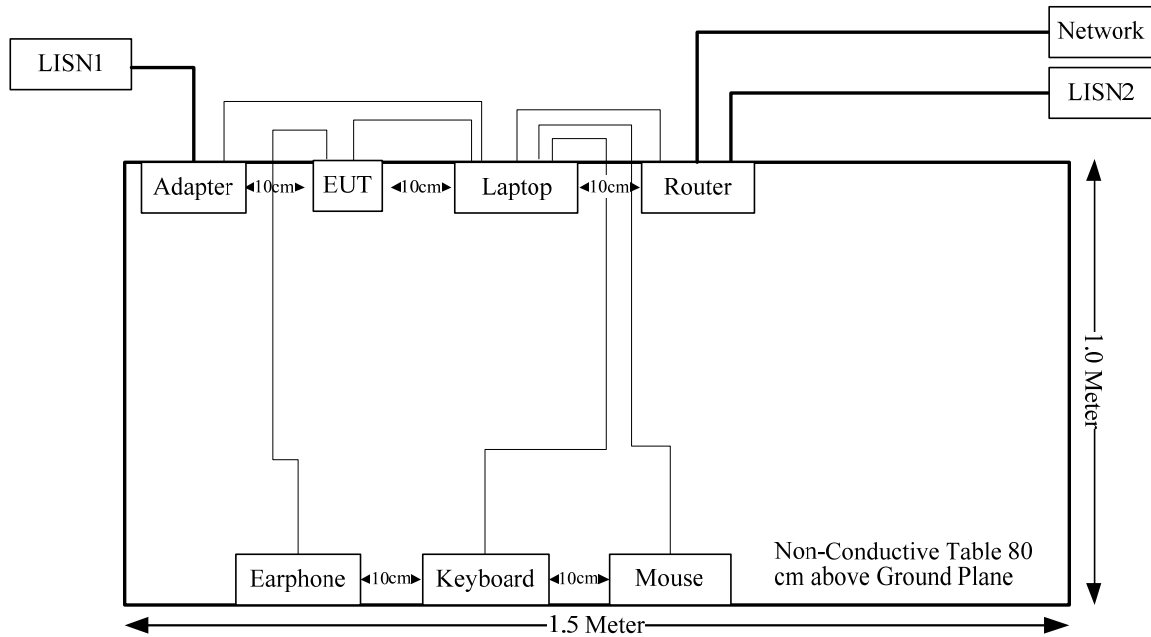 Network
LISN1
LISN2
Adapter
10cm
EUT
10cm
Laptop
10cm
Router
1.0 Meter
Non-Conductive Table 80
cm above Ground Plane
Earphone
10cm
Keyboard
10cm
Mouse
1.5 Meter